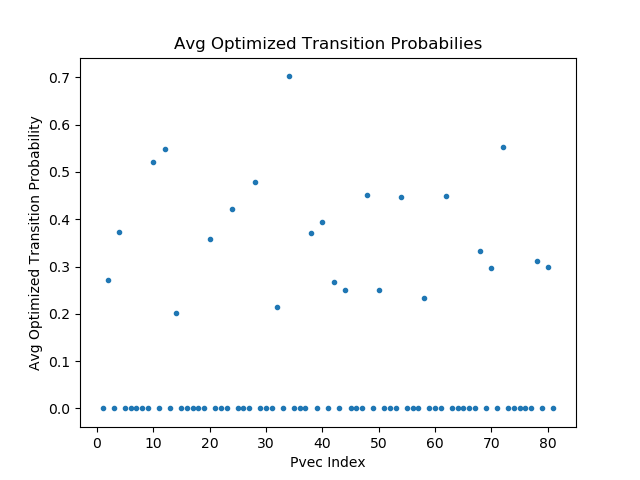 Avg Optimized Transition Probabilies
0.7
0.6
0.5
0.4
0.3
0.2
0.1
0.0
Avg Optimized Transition Probability
0 10 20 30 40 50 60 70 80
Pvec Index